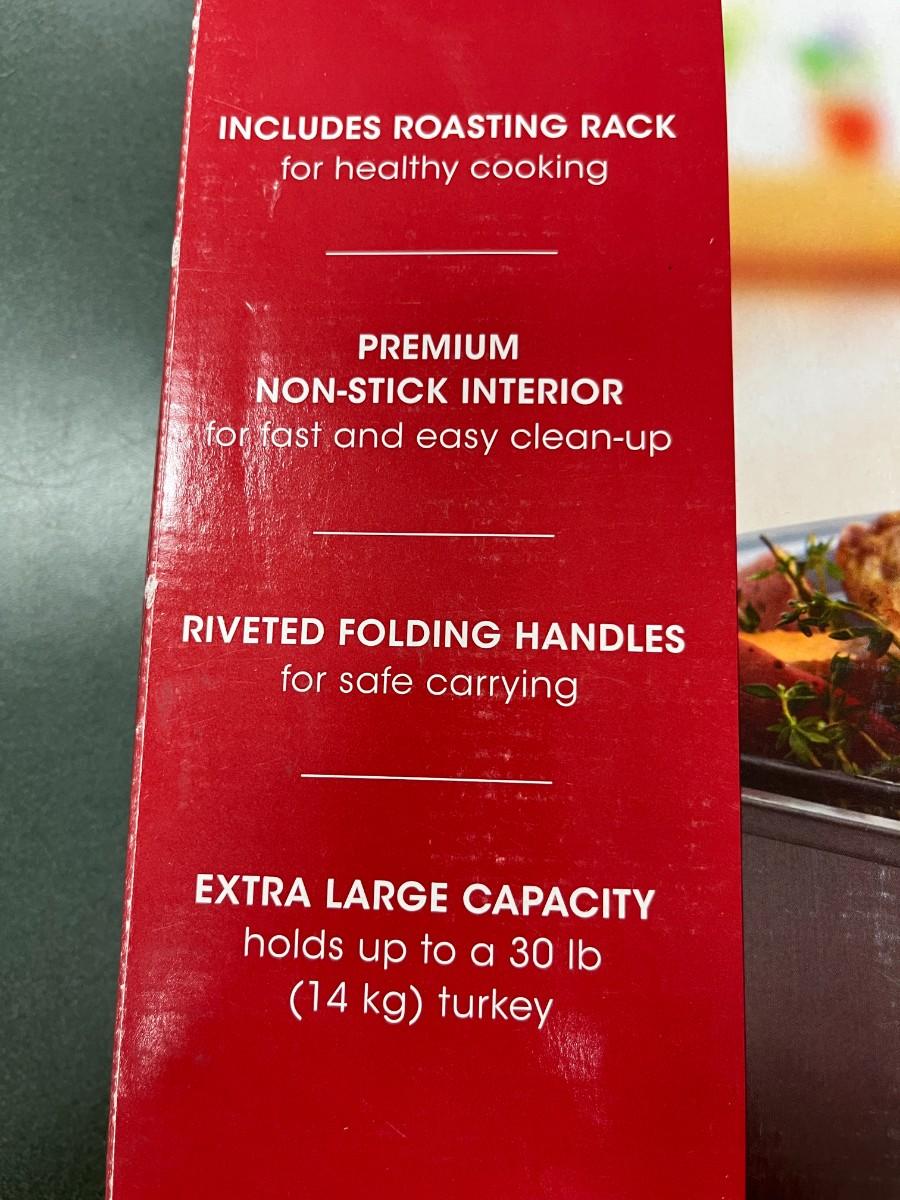 INCLUDES ROASTING RACK
for healthy cooking
PREMIUM
NON-STICK INTERIOR
for fast and easy clean-up
RIVETED FOLDING HANDLES
for safe carrying
EXTRA LARGE CAPACITY
holds up to a 30 lb
(14 kg) turkey